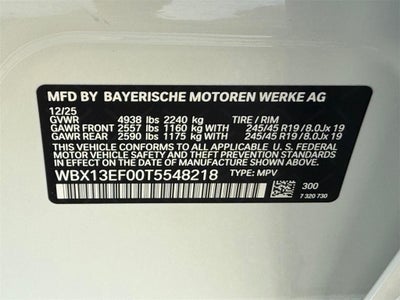 MFD BY BAYERISCHE MOTOREN WERKE AG
12/25
GVWR 4938 lbs 2240 kg TIRE / RIM
GAWR FRONT 2557 lbs 1160 kg 245/45 R19 / 8.0Jx 19
GAWR REAR 2590 lbs 1175 kg 245/45 R19 / 8.0Jx 19
THIS VEHICLE CONFORMS TO ALL APPLICABLE U. S. FEDERAL
MOTOR VEHICLE SAFETY, BUMPER, AND THEFT PREVENTION
STANDARDS IN EFFECT ON THE DATE OF MANUFACTURE SHOWN ABOVE.
WBX13EF00T5548218 TYPE: MPV
300
7 320 730